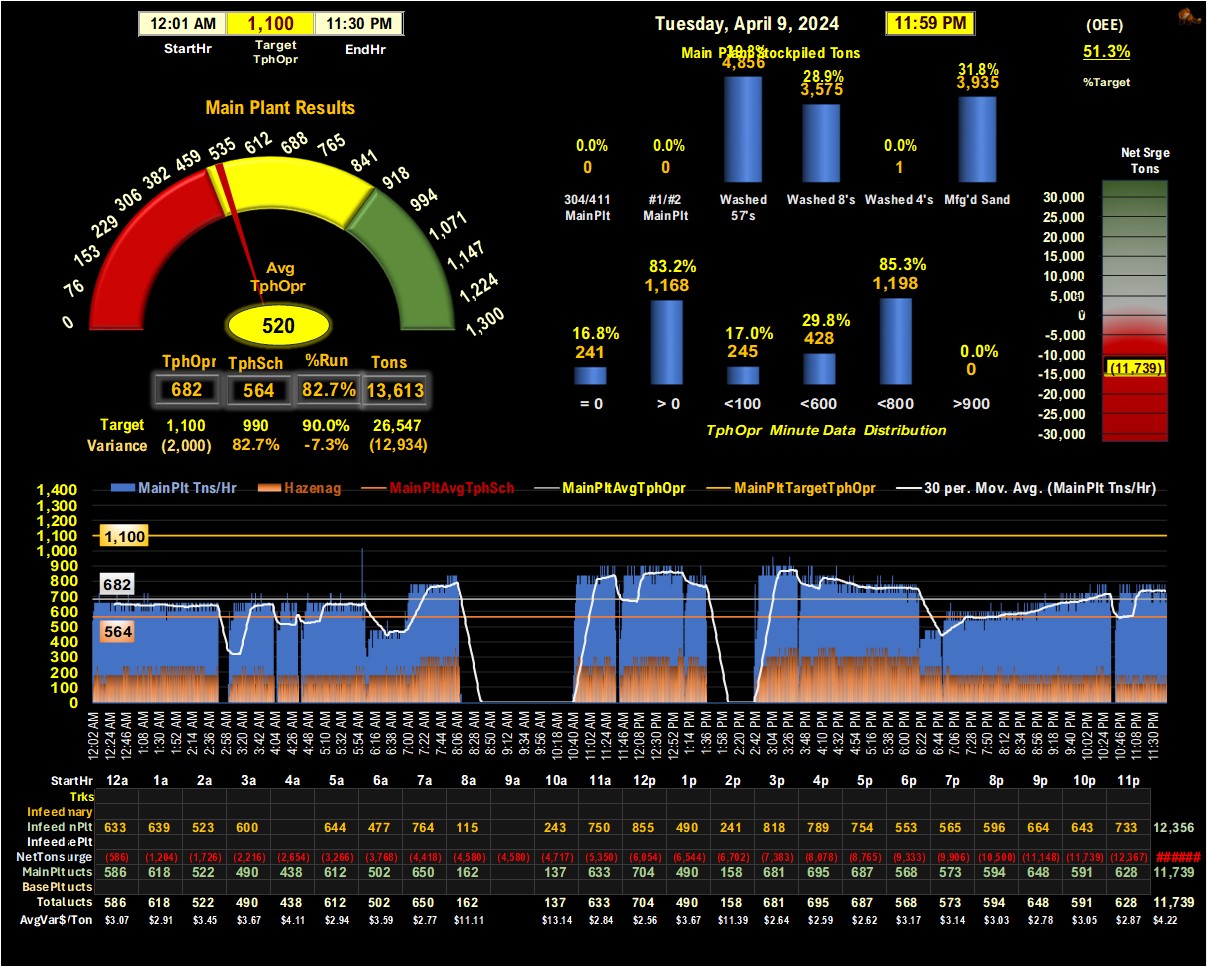 12:01 AM 1,100 11:30 PM
StartHr Target TphOpr EndHr
Tuesday, April 9, 2024 11:59 PM
(OEE)
51.3%
%Target
Main Plant Stockpiled Tons
39.3% 28.9% 31.8%
4,856 3,575 3,935
0.0% 0.0% 0.0%
0 0 1
304/411 MainPlt #1/#2 MainPlt Washed 57's Washed 8's Washed 4's Mfg'd Sand
Main Plant Results
0 76 153 229 306 382 459 535 612 688 765 841 918 994 1,071 1,147 1,224 1,300
Avg
TphOpr
520
TphOpr TphSch %Run Tons
682 564 82.7% 13,613
Target 1,100 990 90.0% 26,547
Variance (2,000) 82.7% -7.3% (12,934)
16.8% 83.2% 17.0% 29.8% 85.3% 0.0%
241 1,168 245 428 1,198 0
= 0 > 0 <100 <600 <800 >900
TphOpr Minute Data Distribution
Net Srge
Tons
30,000
25,000
20,000
15,000
10,000
5,000
0
-5,000
-10,000
(11,739)
-15,000
-20,000
-25,000
-30,000
MainPlt Tns/Hr Hazenag MainPltAvgTphSch MainPltAvgTphOpr MainPltTargetTphOpr 30 per. Mov. Avg. (MainPlt Tns/Hr)
1,400
1,300
1,200
1,100
1,000
900
800
700
600
500
400
300
200
100
0
1,100
682
564
12:02 AM 12:24 AM 12:46 AM 1:08 AM 1:30 AM 1:52 AM 2:14 AM 2:36 AM 2:58 AM 3:20 AM 3:42 AM 4:04 AM 4:26 AM 4:48 AM 5:10 AM 5:32 AM 5:54 AM 6:16 AM 6:38 AM 7:00 AM 7:22 AM 7:44 AM 8:06 AM 8:28 AM 8:50 AM 9:12 AM 9:34 AM 9:56 AM 10:18 AM 10:40 AM 11:02 AM 11:24 AM 11:46 AM 12:08 PM 12:30 PM 12:52 PM 1:14 PM 1:36 PM 1:58 PM 2:20 PM 2:42 PM 3:04 PM 3:26 PM 3:48 PM 4:10 PM 4:32 PM 4:54 PM 5:16 PM 5:38 PM 6:00 PM 6:22 PM 6:44 PM 7:06 PM 7:28 PM 7:50 PM 8:12 PM 8:34 PM 8:56 PM 9:18 PM 9:40 PM 10:02 PM 10:24 PM 10:46 PM 11:08 PM 11:30 PM
StartHr 12a 1a 2a 3a 4a 5a 6a 7a 8a 9a 10a 11a 12p 1p 2p 3p 4p 5p 6p 7p 8p 9p 10p 11p
Trks
Infeed mary
Infeed nPlt 633 639 523 600 644 477 764 115 243 750 855 490 241 818 789 754 553 565 596 664 643 733 12,356
Infeed ePlt
NetTons urge (586) (1,204) (1,726) (2,216) (2,654) (3,266) (3,768) (4,418) (4,580) (4,580) (4,717) (5,350) (6,054) (6,544) (6,702) (7,383) (8,078) (8,765) (9,333) (9,906) (10,500) (11,148) (11,739) (12,367) ######
MainPlt ucts 586 618 522 490 438 612 502 650 162 137 633 704 490 158 681 695 687 568 573 594 648 591 628 11,739
BasePlt ucts
Total ucts 586 618 522 490 438 612 502 650 162 137 633 704 490 158 681 695 687 568 573 594 648 591 628 11,739
AvgVar$/Ton $3.07 $2.91 $3.45 $3.67 $4.11 $2.94 $3.59 $2.77 $11.11 $13.14 $2.84 $2.56 $3.67 $11.39 $2.64 $2.59 $2.62 $3.17 $3.14 $3.03 $2.78 $3.05 $2.87 $4.22